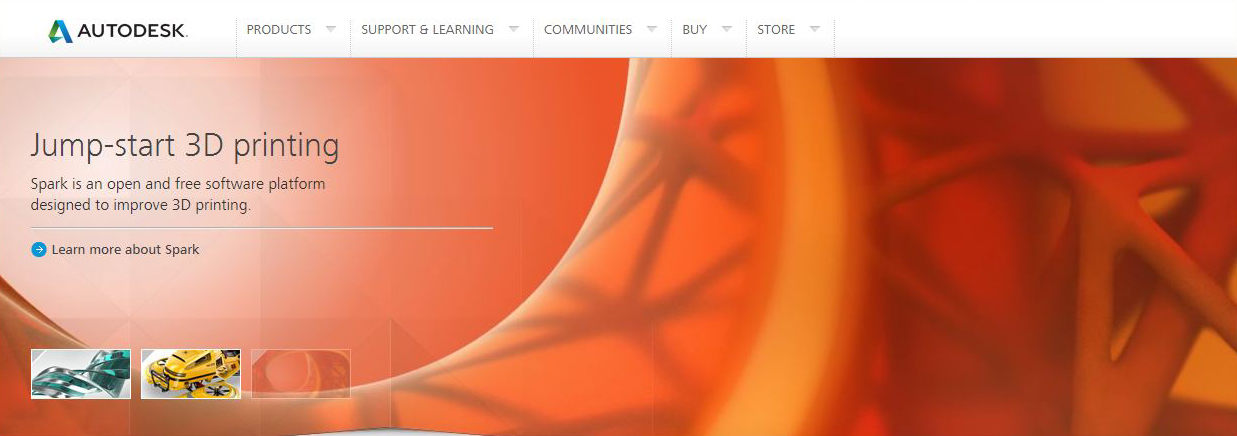 AUTODESK.
PRODUCTS
SUPPORT & LEARNING
COMMUNITIES
BUY
STORE
Jump-start 3D printing
Spark is an open and free software platform
designed to improve 3D printing.
Learn more about Spark